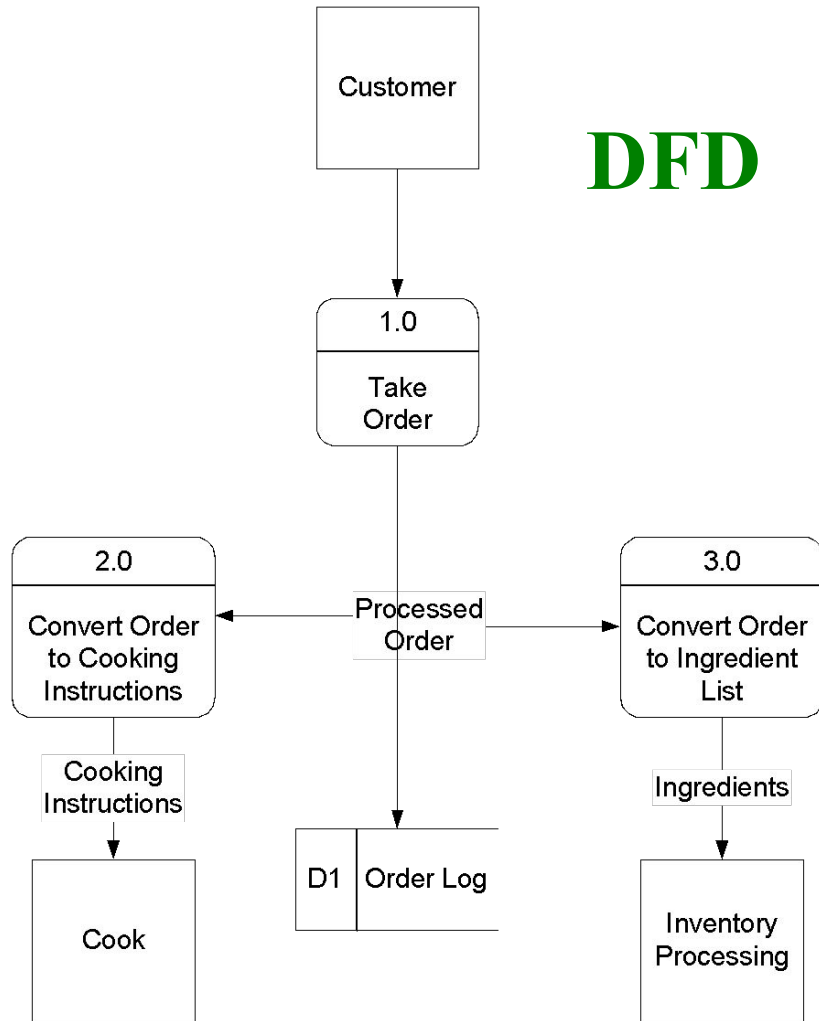 Customer
DFD
1.0
Take
Order
2.0
Convert Order
to Cooking
Instructions
Processed
Order
3.0
Convert Order
to Ingredient
List
Cooking
Instructions
Ingredients
Cook
D1
Order Log
Inventory
Processing